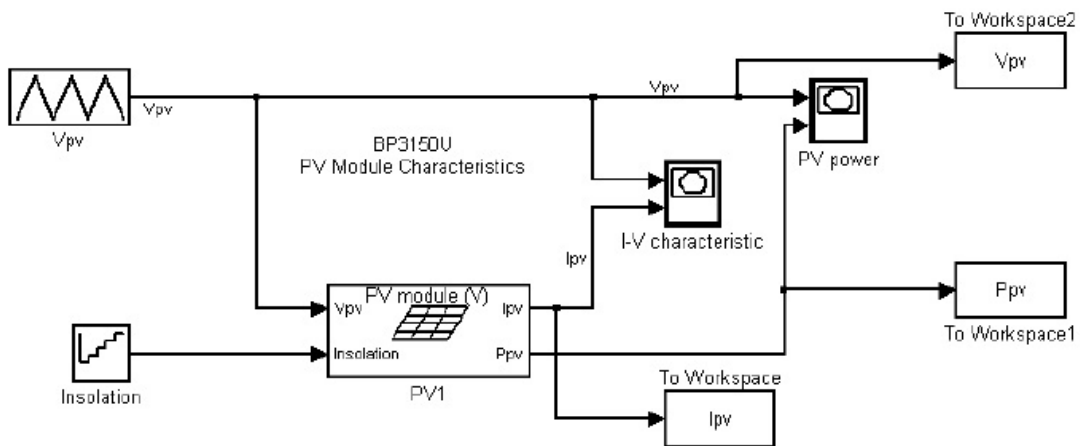 To Workspace2
Vpv
Vpv
Vpv
Vpv
BP3150U
PV Module Characteristics
PV power
I-V characteristic
Ipv
PV module (V)
Vpv
Ipv
Insolation
Ppv
PV1
Insolation
Ppv
To Workspace1
To Workspace
Ipv